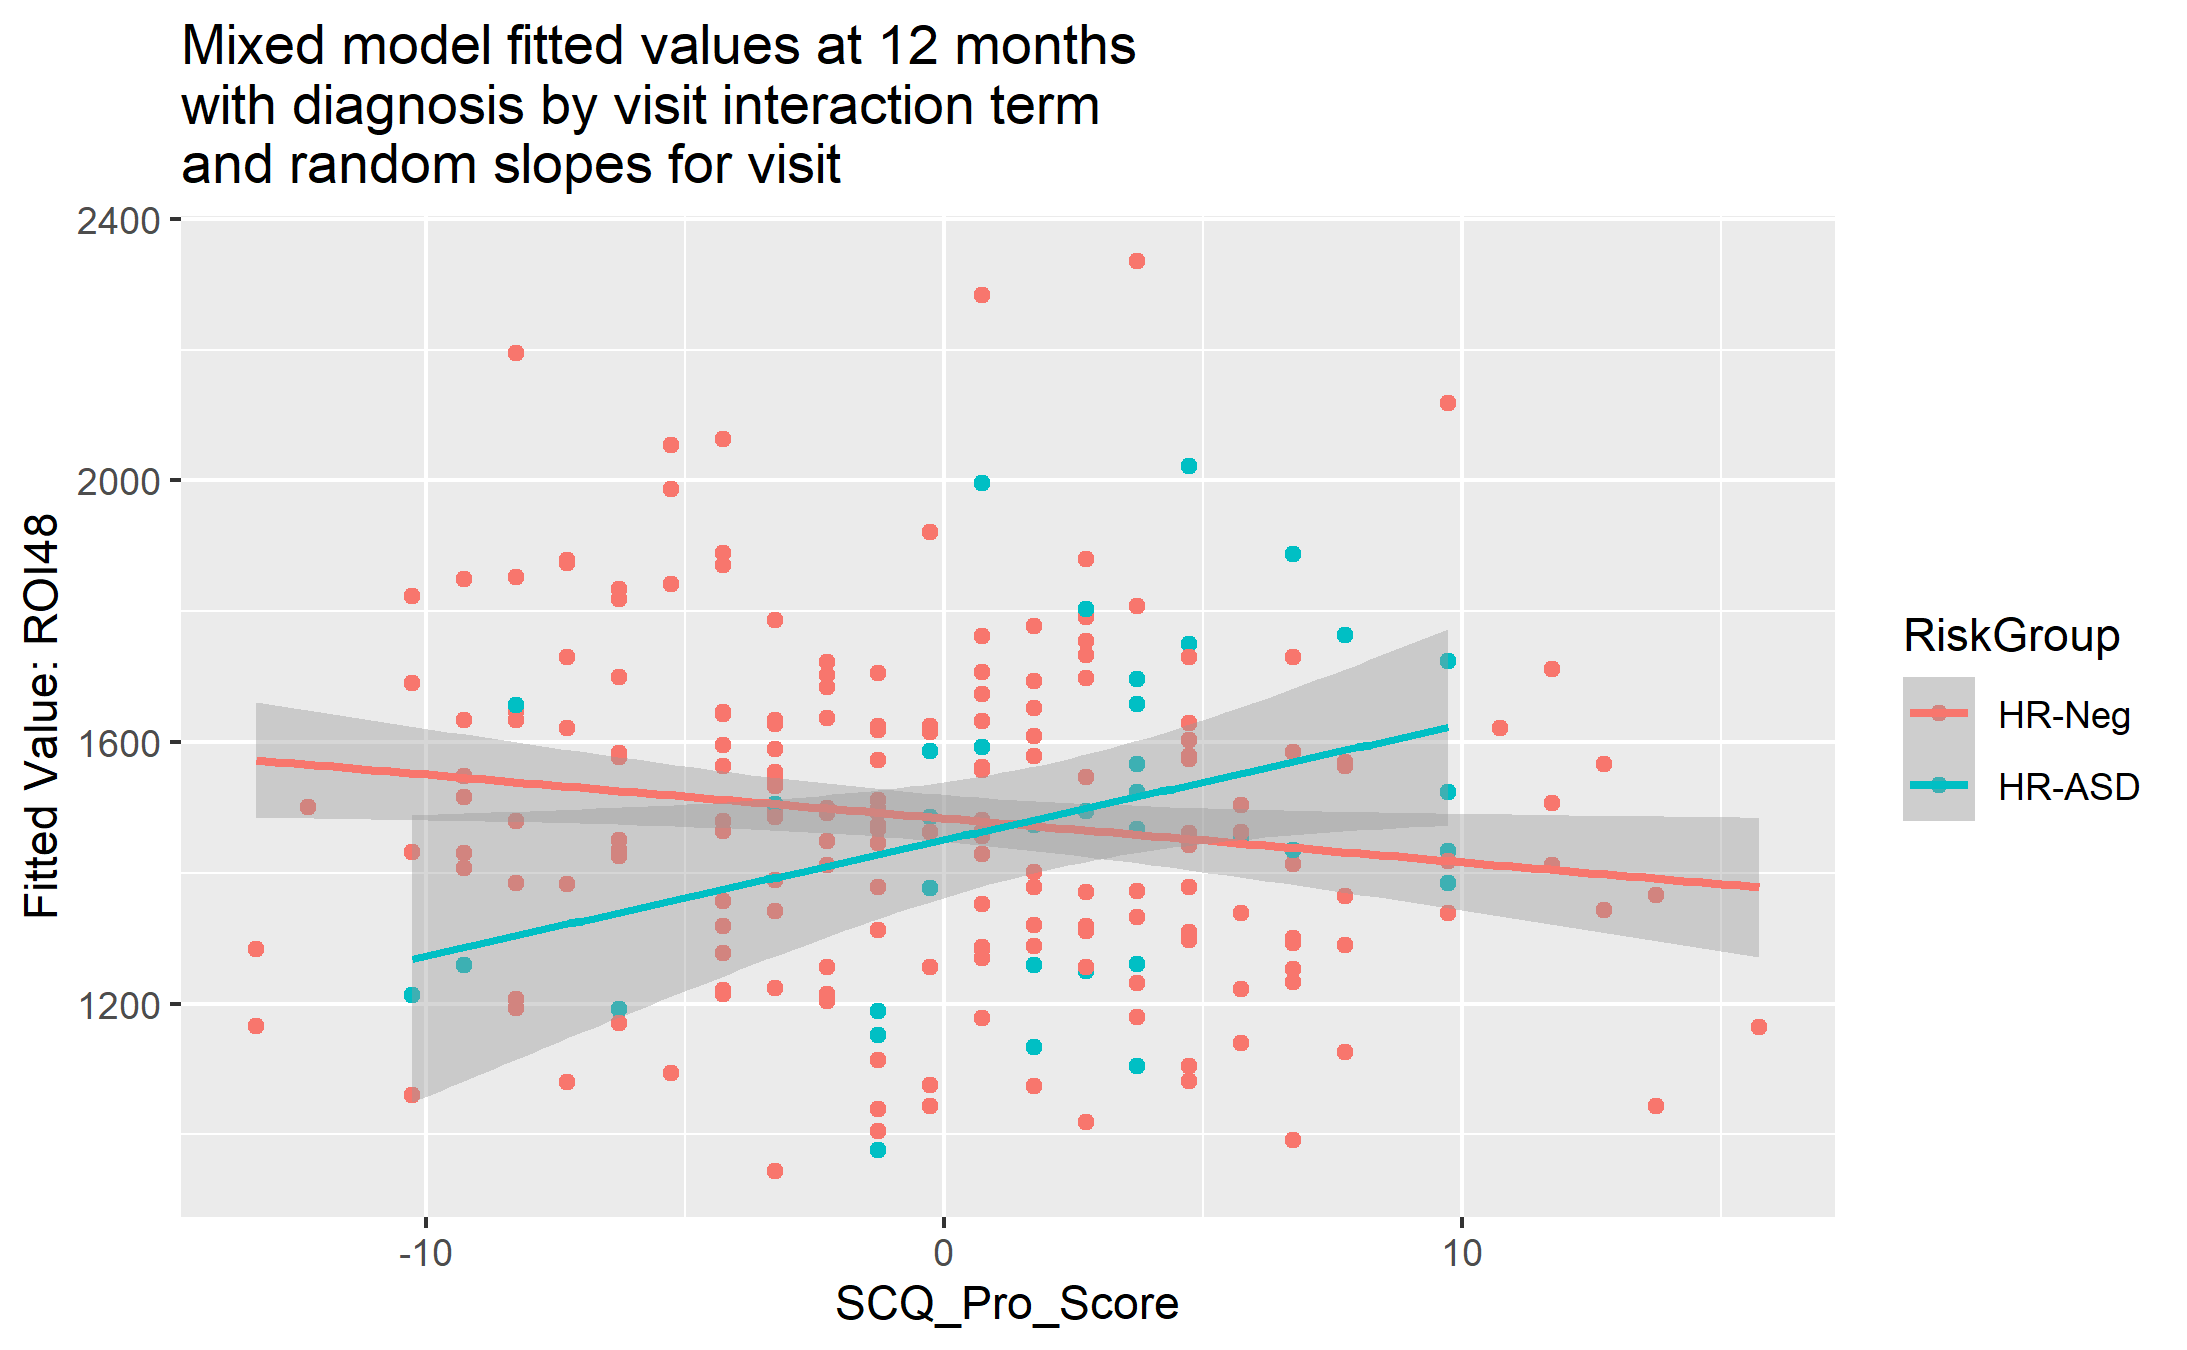 Mixed model fitted values at 12 months
with diagnosis by visit interaction term
and random slopes for visit
2400
2000
1600
1200
Fitted Value: ROI48
-10
0
10
SCQ_Pro_Score
RiskGroup
HR-Neg
HR-ASD